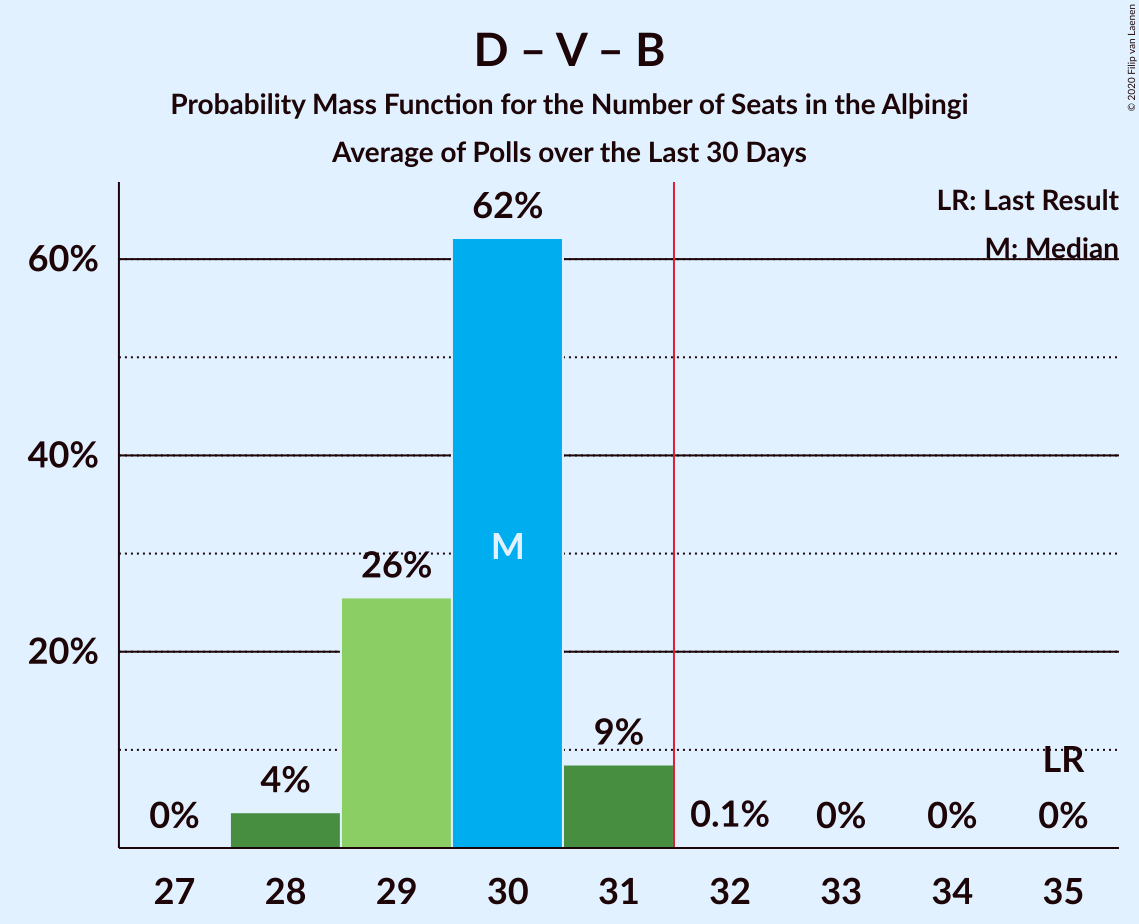 D – V – B
Probability Mass Function for the Number of Seats in the Alþingi
Average of Polls over the Last 30 Days
© 2020 Filip van Laenen
LR: Last Result
M: Median
60%
40%
20%
0%
4%
26%
62%
M
9%
0.1%
0%
0%
LR
0%
27 28 29 30 31 32 33 34 35